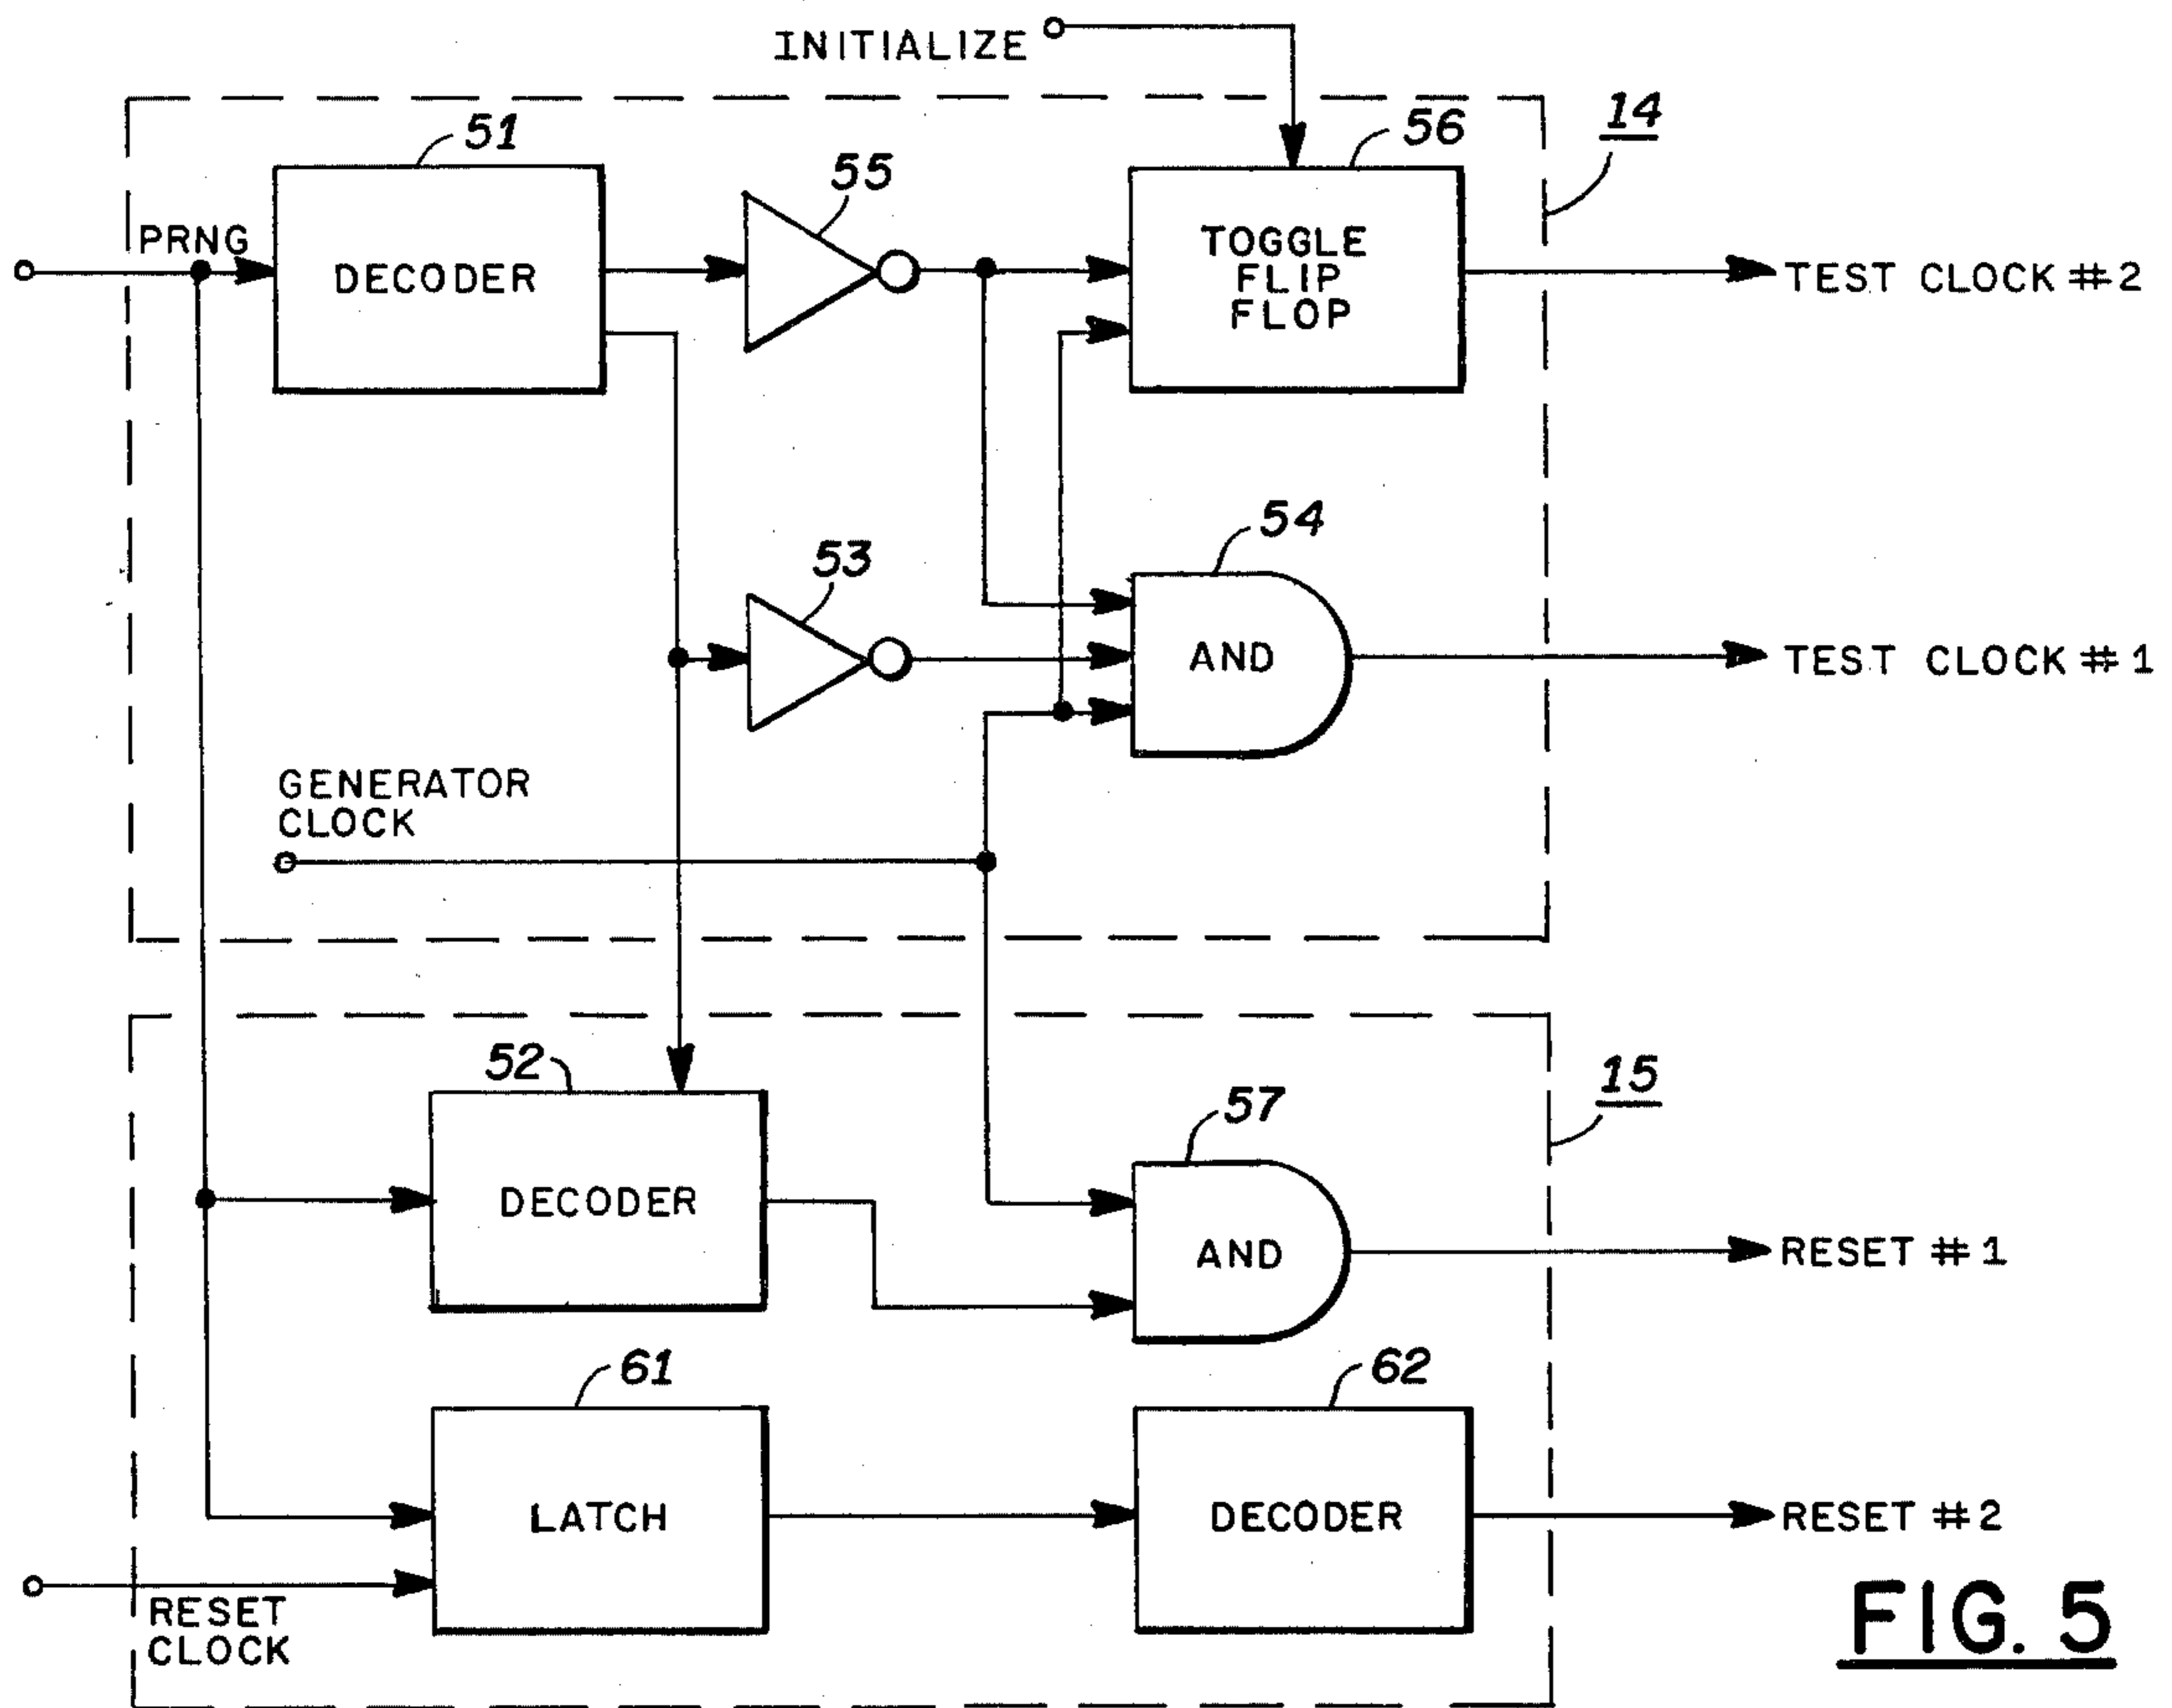 INITIALIZE
14
51
55
56
PRNG
DECODER
TOGGLE
FLIP
FLOP
TEST CLOCK #2
53
54
AND
TEST CLOCK #1
GENERATOR
CLOCK
52
57
15
DECODER
AND
RESET #1
61
62
LATCH
DECODER
RESET #2
RESET
CLOCK
FIG. 5